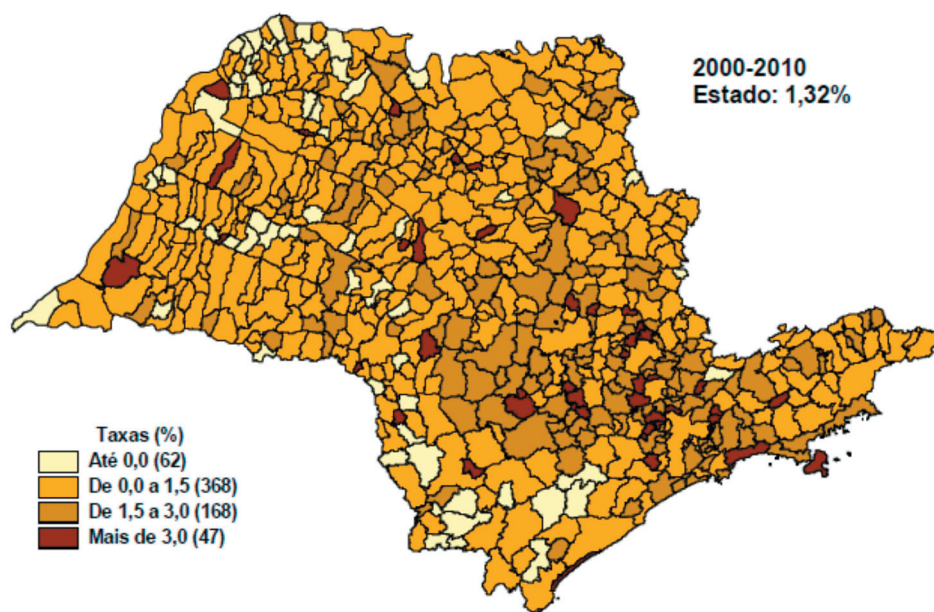 2000-2010
Estado: 1,32%
Taxas (%)
Até 0,0 (62)
De 0,0 a 1,5 (368)
De 1,5 a 3,0 (168)
Mais de 3,0 (47)